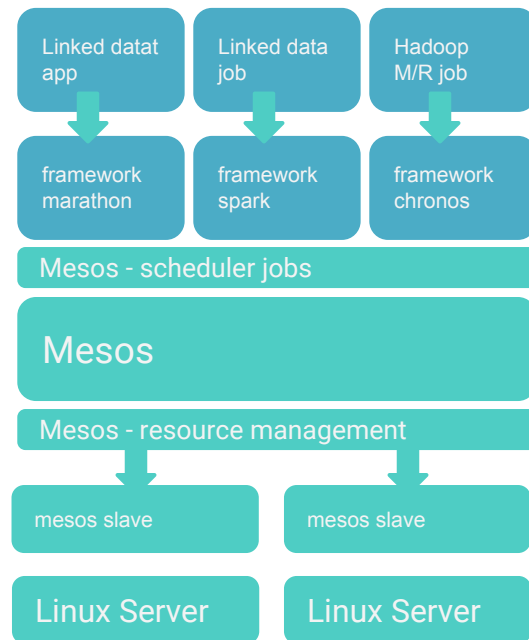 Linked datat
app
Linked data
job
Hadoop
M/R job
framework
marathon
framework
spark
framework
chronos
Mesos - scheduler jobs
Mesos
Mesos - resource management
mesos slave
mesos slave
Linux Server
Linux Server